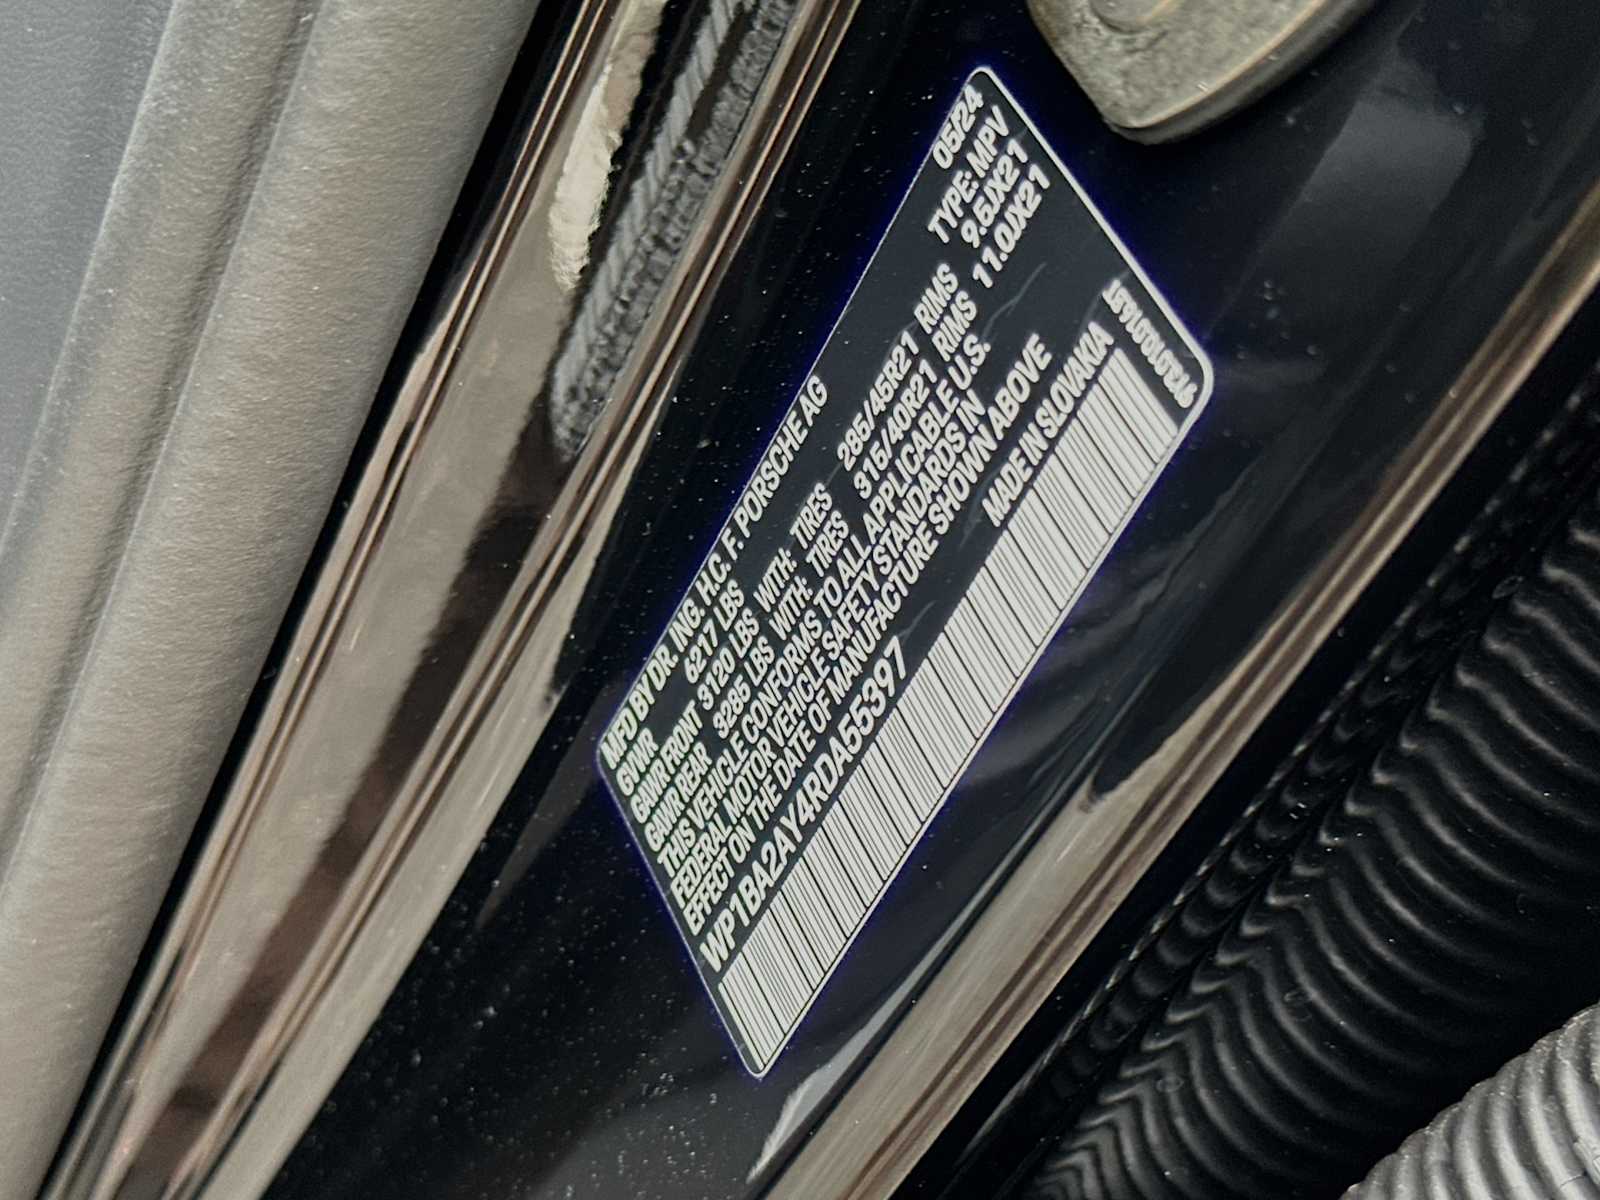 MFD BY DR. ING. H.C. F. PORSCHE AG 05/24
GVWR 6217 LBS TYPE: MPV
GAWR FRONT 3120 LBS WITH: TIRES 285/45R21 RIMS 9.5JX21
GAWR REAR 3285 LBS WITH: TIRES 315/40R21 RIMS 11.0JX21
THIS VEHICLE CONFORMS TO ALL APPLICABLE U.S.
FEDERAL MOTOR VEHICLE SAFETY STANDARDS IN
EFFECT ON THE DATE OF MANUFACTURE SHOWN ABOVE
WP1BA2AY4RDA55397 MADE IN SLOVAKIA